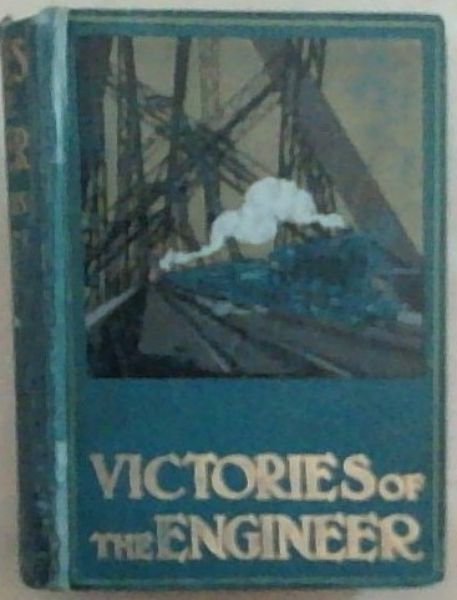 VICTORIES OF
THE ENGINEER